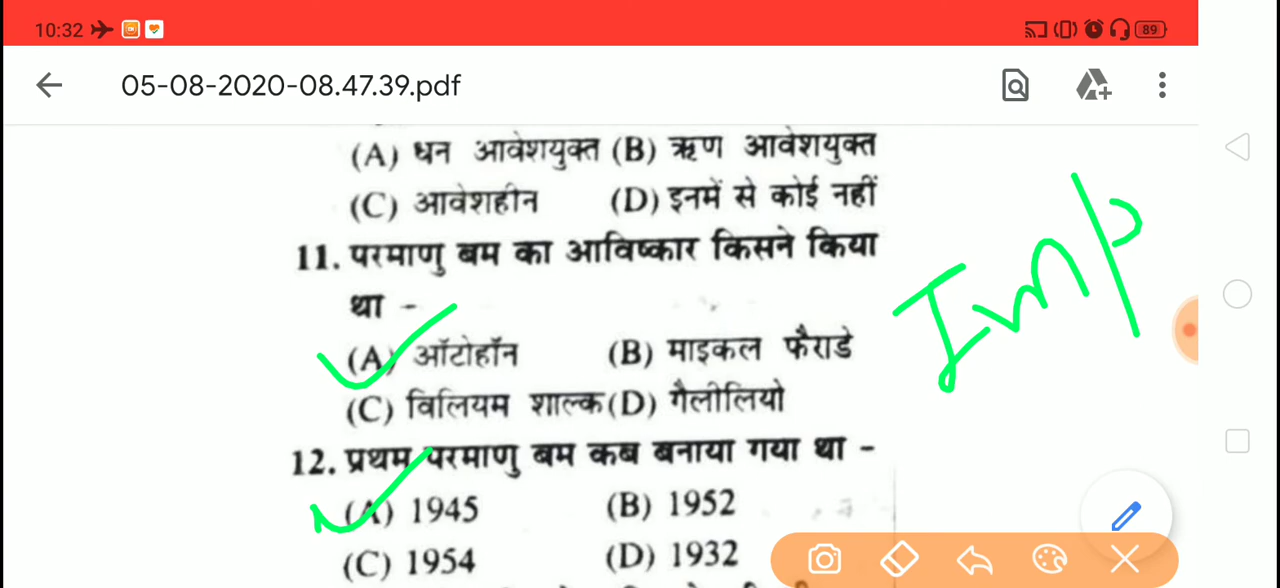 10:32
89
05-08-2020-08.47.39.pdf
(A) धन आवेशयुक्त (B) ऋण आवेशयुक्त
(C) आवेशहीन (D) इनमें से कोई नहीं
11. परमाणु बम का आविष्कार किसने किया
था -
(A) ऑटोहॉन (B) माइकल फैराडे
(C) विलियम शाल्क (D) गैलीलियो
Imp
12. प्रथम परमाणु बम कब बनाया गया था -
(A) 1945 (B) 1952
(C) 1954 (D) 1932